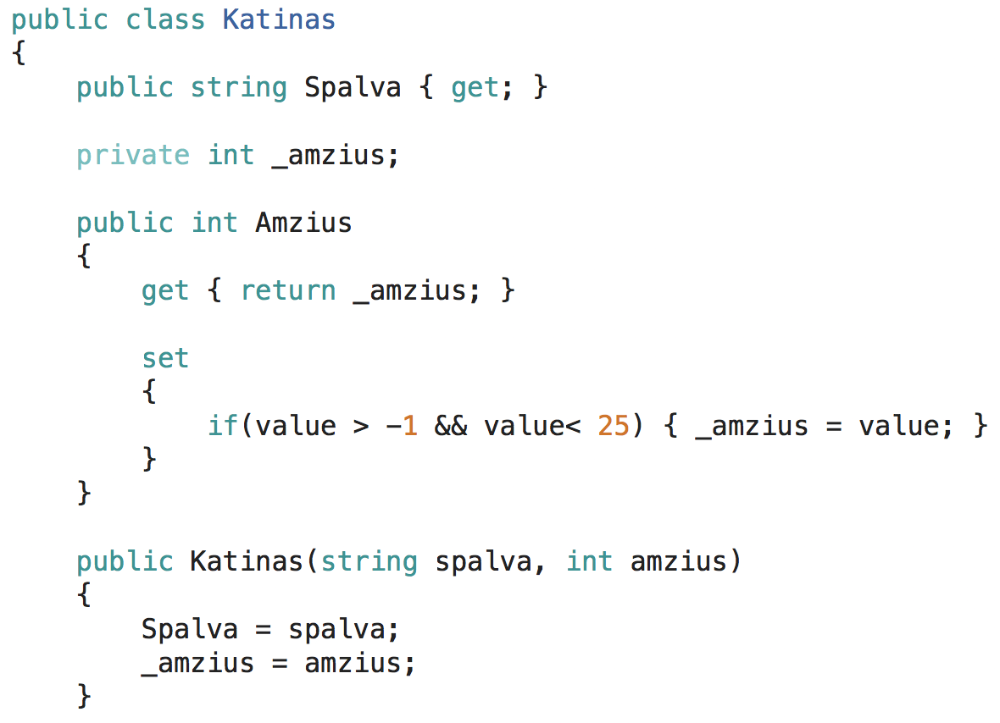 public class Katinas
{
    public string Spalva { get; }

    private int _amzius;

    public int Amzius
    {
        get { return _amzius; }

        set
        {
            if(value > -1 && value< 25) { _amzius = value; }
        }
    }

    public Katinas(string spalva, int amzius)
    {
        Spalva = spalva;
        _amzius = amzius;
    }